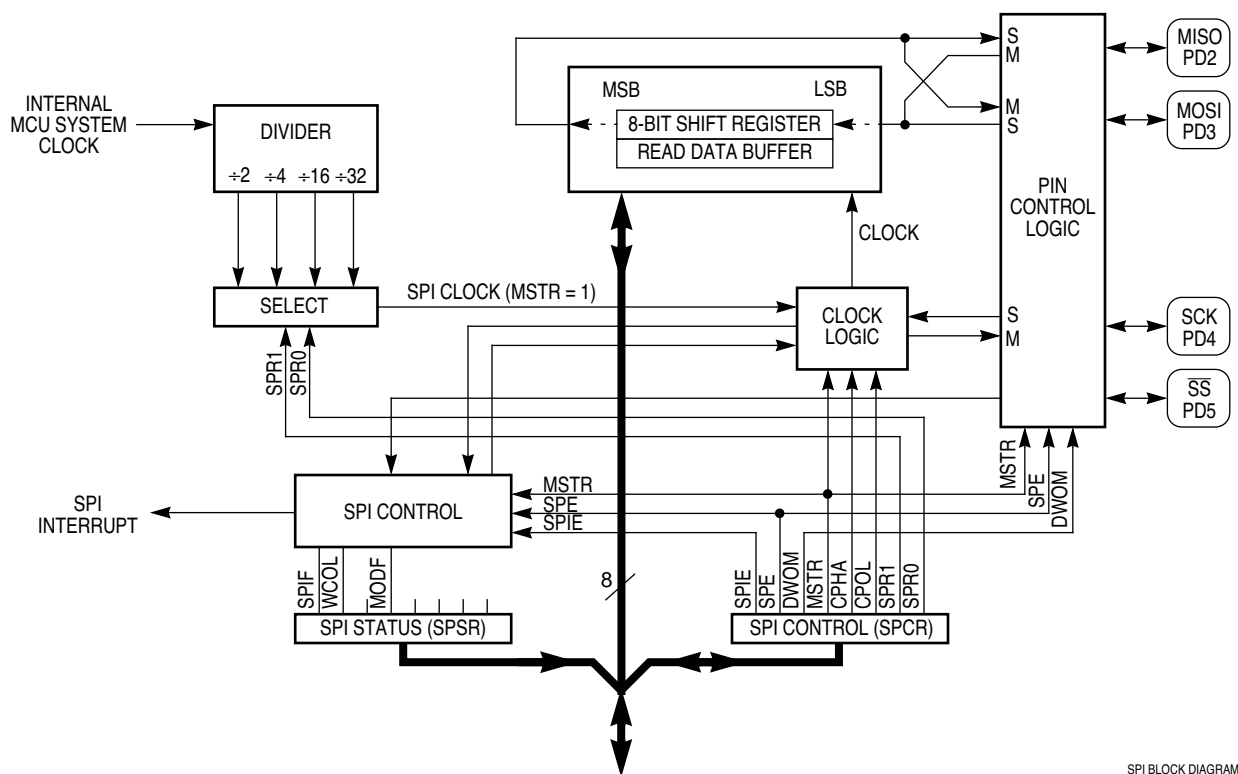 INTERNAL
MCU SYSTEM
CLOCK
DIVIDER
÷2 ÷4 ÷16 ÷32
SELECT
SPR1
SPR0
SPI CLOCK (MSTR = 1)
MSB
LSB
8-BIT SHIFT REGISTER
READ DATA BUFFER
CLOCK
CLOCK
LOGIC
S
M
M
S
S
M
PIN
CONTROL
LOGIC
MISO
PD2
MOSI
PD3
SCK
PD4
SS
PD5
MSTR
SPE
DWOM
SPI
INTERRUPT
SPI CONTROL
MSTR
SPE
SPIE
SPIF
WCOL
MODF
SPI STATUS (SPSR)
8
SPIE
SPE
DWOM
MSTR
CPHA
CPOL
SPR1
SPR0
SPI CONTROL (SPCR)
SPI BLOCK DIAGRAM